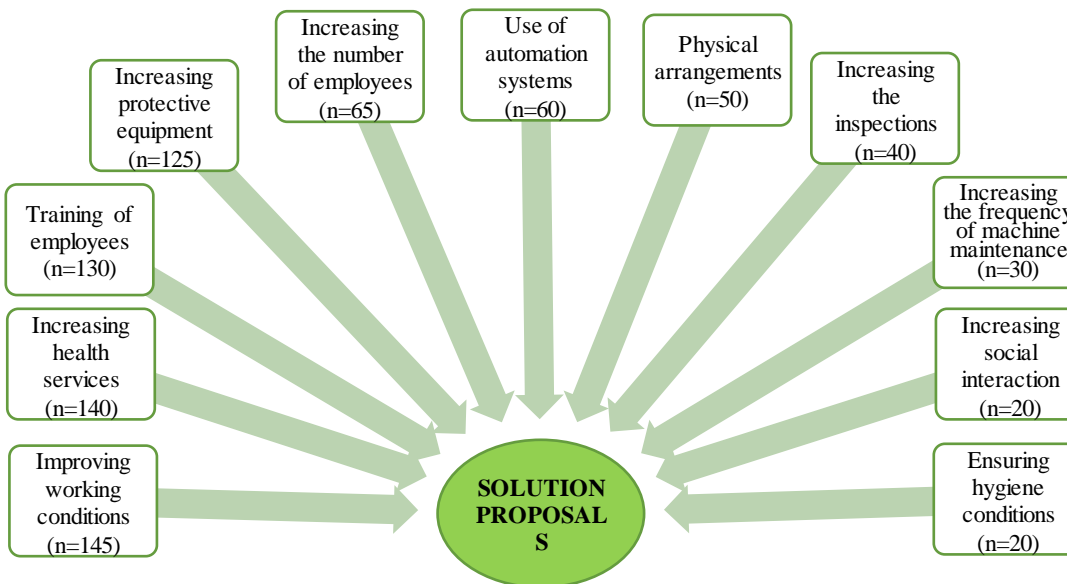 Increasing
the number
of employees
(n=65)
Use of
automation
systems
(n=60)
Physical
arrangements
(n=50)
Increasing
the
inspections
(n=40)
Increasing
protective
equipment
(n=125)
Training of
employees
(n=130)
Increasing
the frequency
of machine
maintenance
(n=30)
Increasing
health
services
(n=140)
Increasing
social
interaction
(n=20)
Improving
working
conditions
(n=145)
SOLUTION
PROPOSAL
S
Ensuring
hygiene
conditions
(n=20)